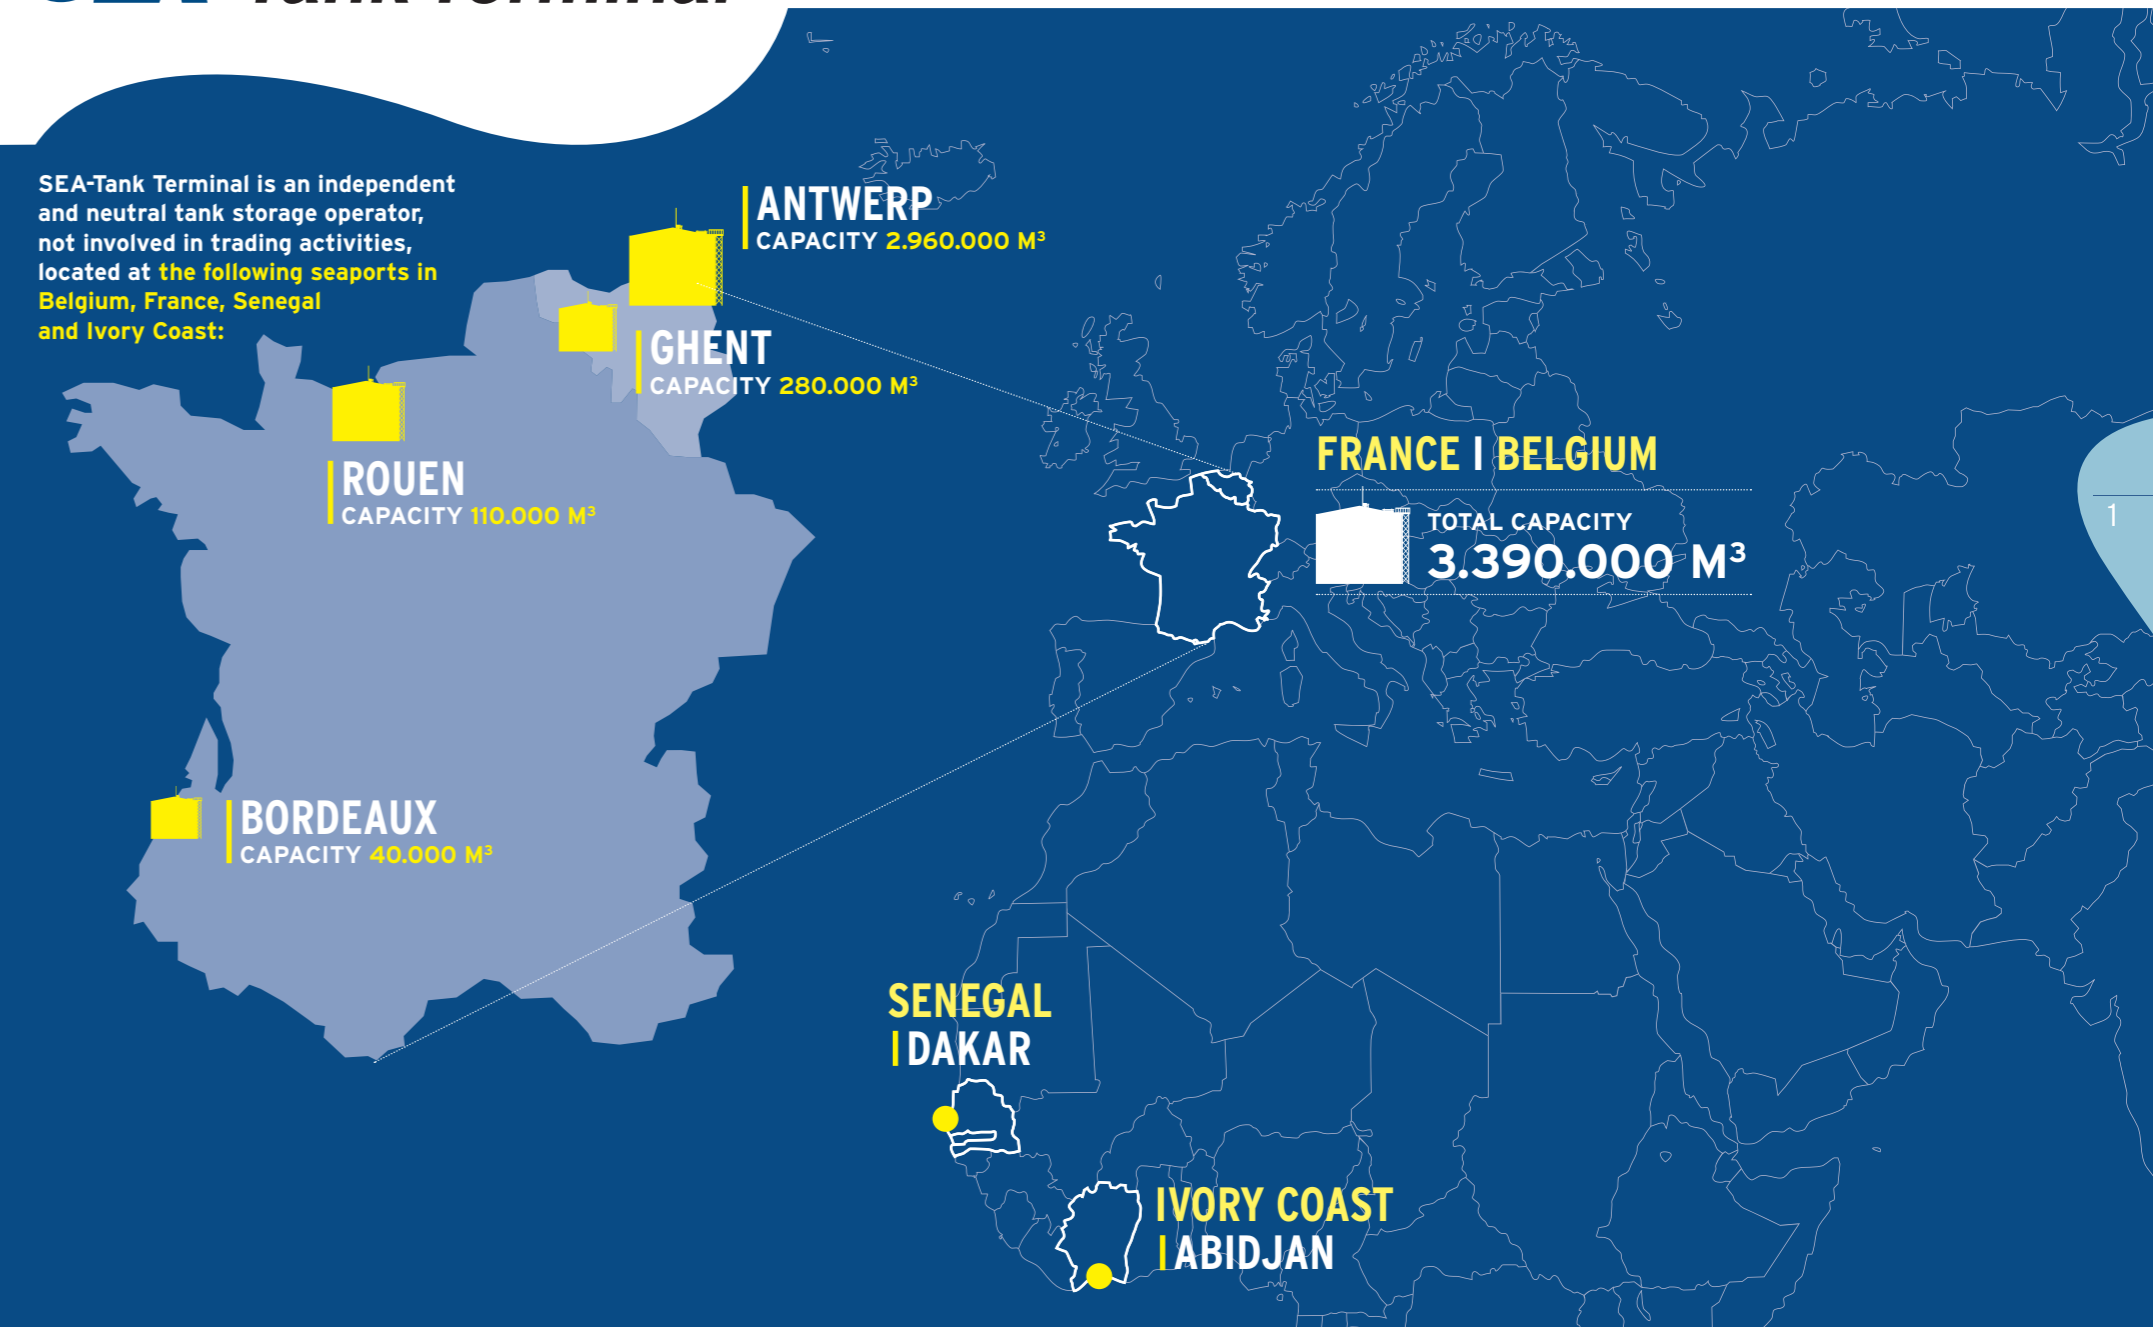 SEA-Tank Terminal
SEA-Tank Terminal is an independent
and neutral tank storage operator,
not involved in trading activities,
located at the following seaports in
Belgium, France, Senegal
and Ivory Coast:
ANTWERP
CAPACITY 2.960.000 M³
GHENT
CAPACITY 280.000 M³
ROUEN
CAPACITY 110.000 M³
BORDEAUX
CAPACITY 40.000 M³
FRANCE | BELGIUM
TOTAL CAPACITY
3.390.000 M³
1
SENEGAL
DAKAR
IVORY COAST
ABIDJAN